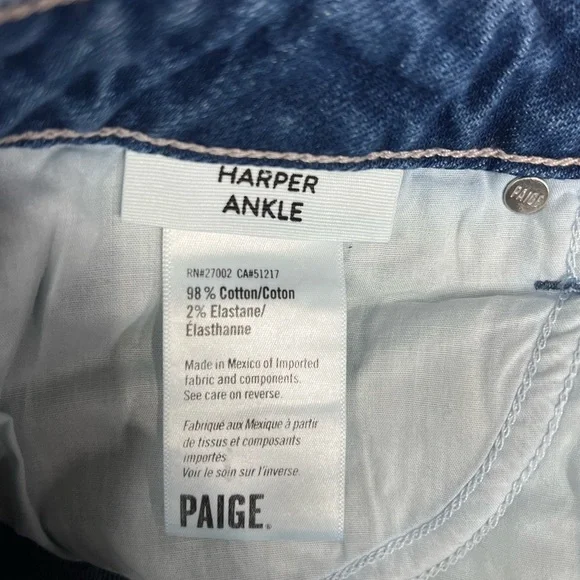 HARPER
ANKLE
PAIGE
RN#27002 CA#51217
98% Cotton/Coton
2% Elastane/
Élasthanne
Made in Mexico of Imported
fabric and components.
See care on reverse.
Fabriqué aux Mexique à partir
de tissus et composants
importés
Voir le soin sur l'inverse.
PAIGE.